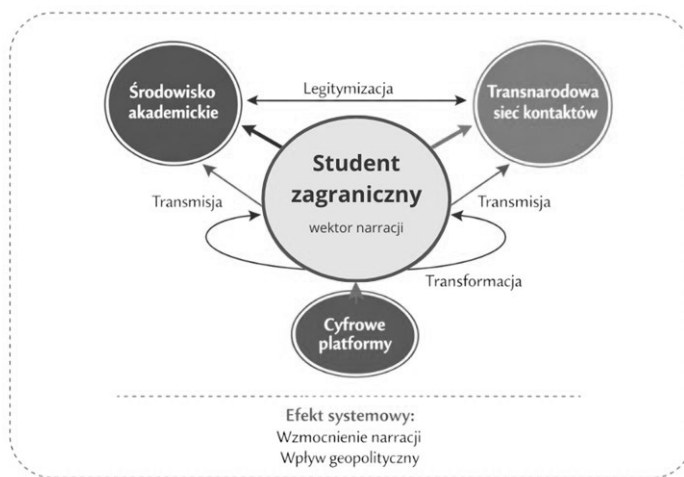 Środowisko
akademickie
Legitymizacja
Transnarodowa
sieć kontaktów
Student
zagraniczny
wektor narracji
Transmisja
Transmisja
Transformacja
Cyfrowe
platformy
Efekt systemowy:
Wzmocnienie narracji
Wpływ geopolityczny